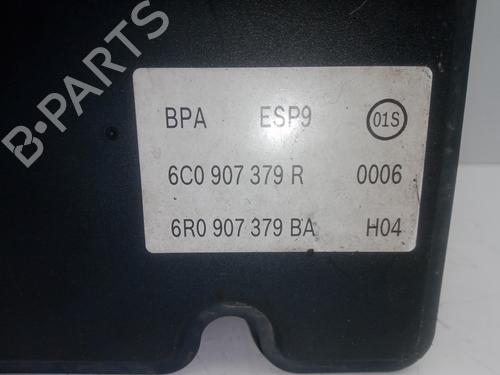 B-PARTS
BPA ESP9 01S
6C0 907 379 R 0006
6R0 907 379 BA H04